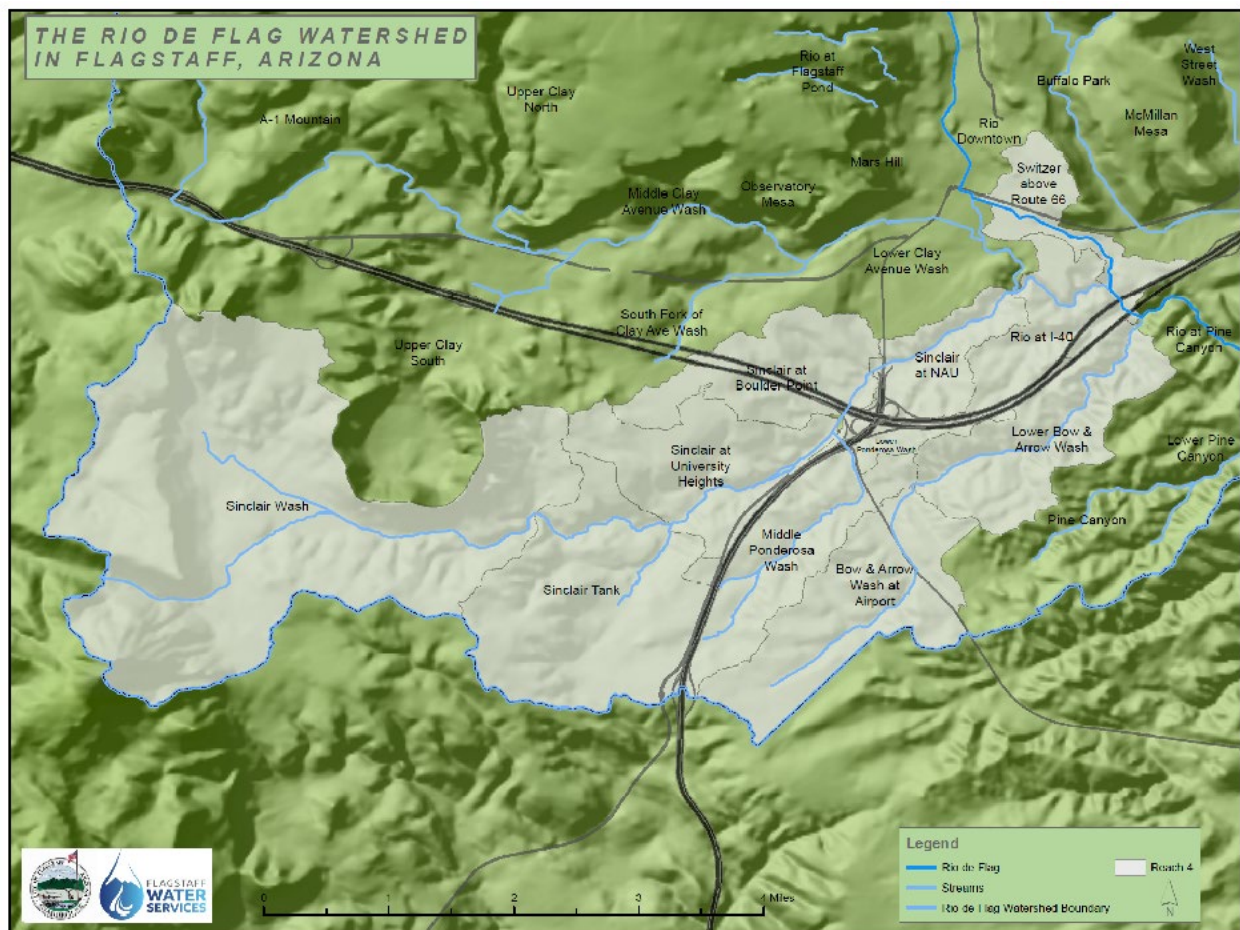 THE RIO DE FLAG WATERSHED
IN FLAGSTAFF, ARIZONA
Rio at
Flagstaff
Pond
West
Street
Wash
Buffalo Park
Upper Clay
North
A-1 Mountain
McMillan
Mesa
Rio
Downtown
Mars Hill
Switzer
above
Route 66
Observatory
Mesa
Middle Clay
Avenue Wash
Lower Clay
Avenue Wash
South Fork of
Clay Ave Wash
Upper Clay
South
Rio at I-40
Rio at Pine
Canyon
Sinclair
at NAU
Sinclair at
Boulder Point
Lower Bow &
Arrow Wash
Lower
Ponderosa Wash
Lower Pine
Canyon
Sinclair at
University
Heights
Sinclair Wash
Pine Canyon
Middle
Ponderosa
Wash
Bow & Arrow
Wash at
Airport
Sinclair Tank
Legend
Rio de Flag
Reach 4
Streams
Rio de Flag Watershed Boundary
N
FLAGSTAFF
WATER
SERVICES
0 1 2 3 4 Miles